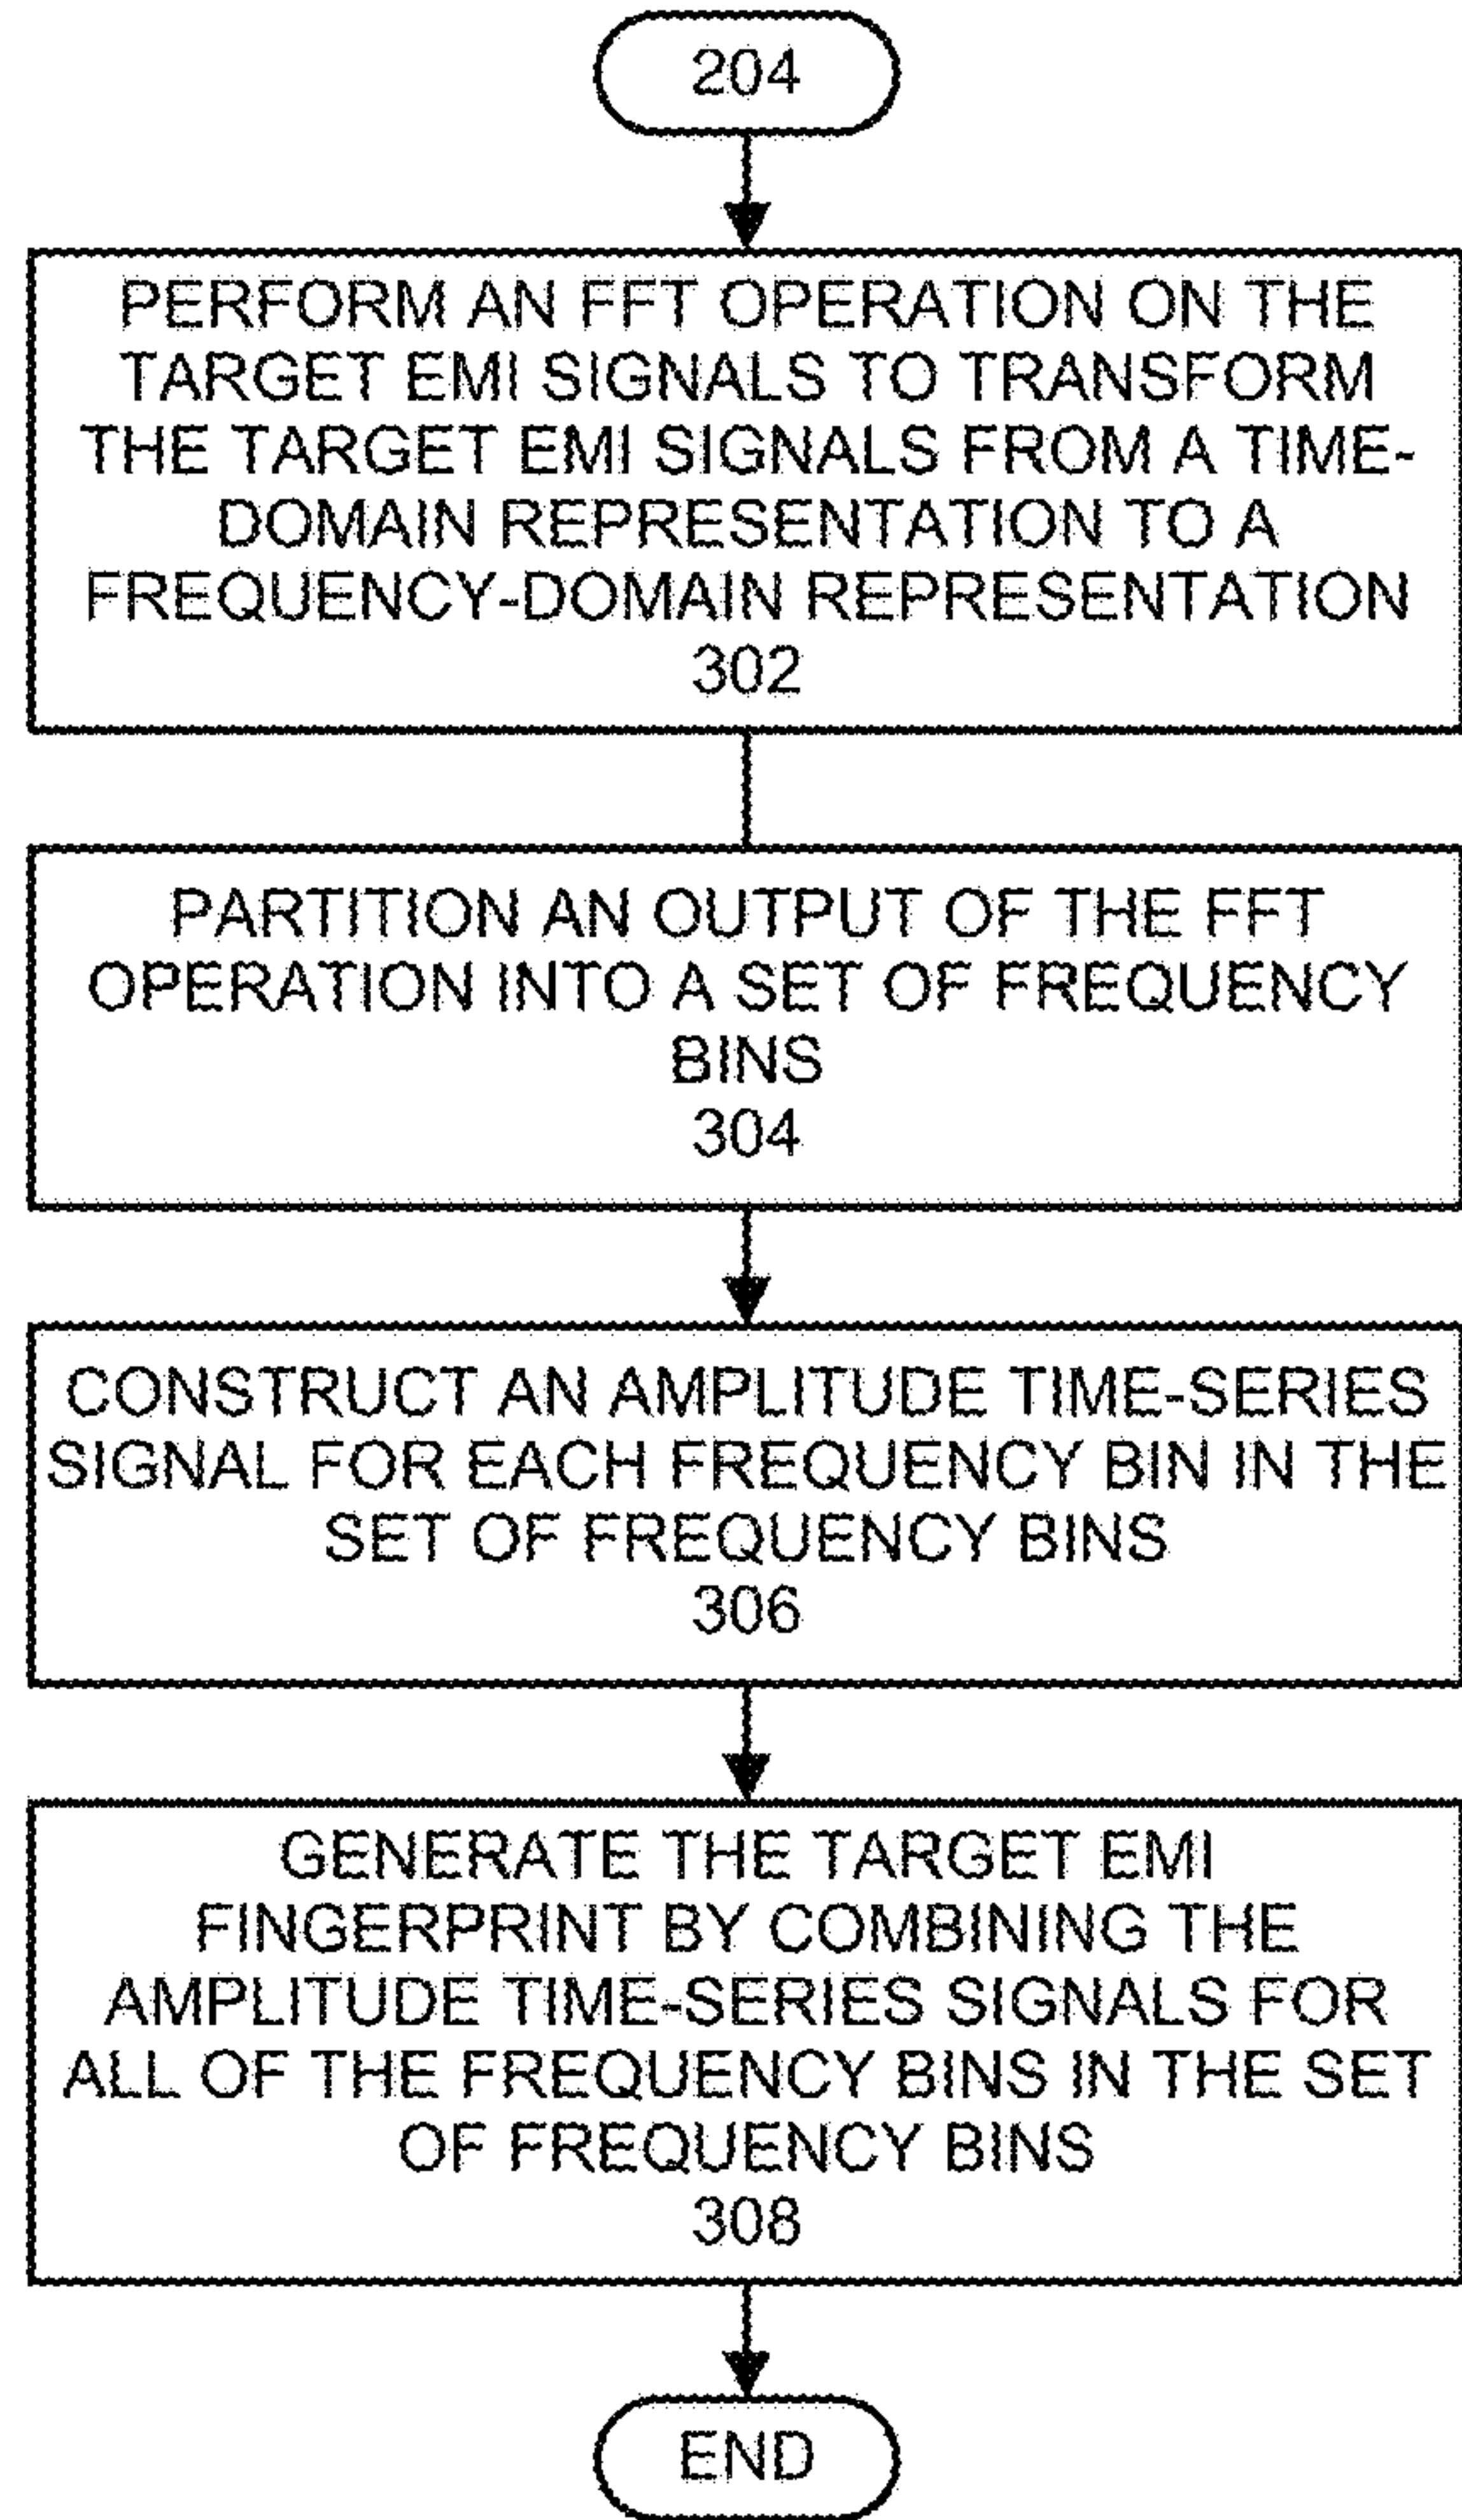 204
PERFORM AN FFT OPERATION ON THE
TARGET EMI SIGNALS TO TRANSFORM
THE TARGET EMI SIGNALS FROM A TIME-
DOMAIN REPRESENTATION TO A
FREQUENCY-DOMAIN REPRESENTATION
302
PARTITION AN OUTPUT OF THE FFT
OPERATION INTO A SET OF FREQUENCY
BINS
304
CONSTRUCT AN AMPLITUDE TIME-SERIES
SIGNAL FOR EACH FREQUENCY BIN IN THE
SET OF FREQUENCY BINS
306
GENERATE THE TARGET EMI
FINGERPRINT BY COMBINING THE
AMPLITUDE TIME-SERIES SIGNALS FOR
ALL OF THE FREQUENCY BINS IN THE SET
OF FREQUENCY BINS
308
END